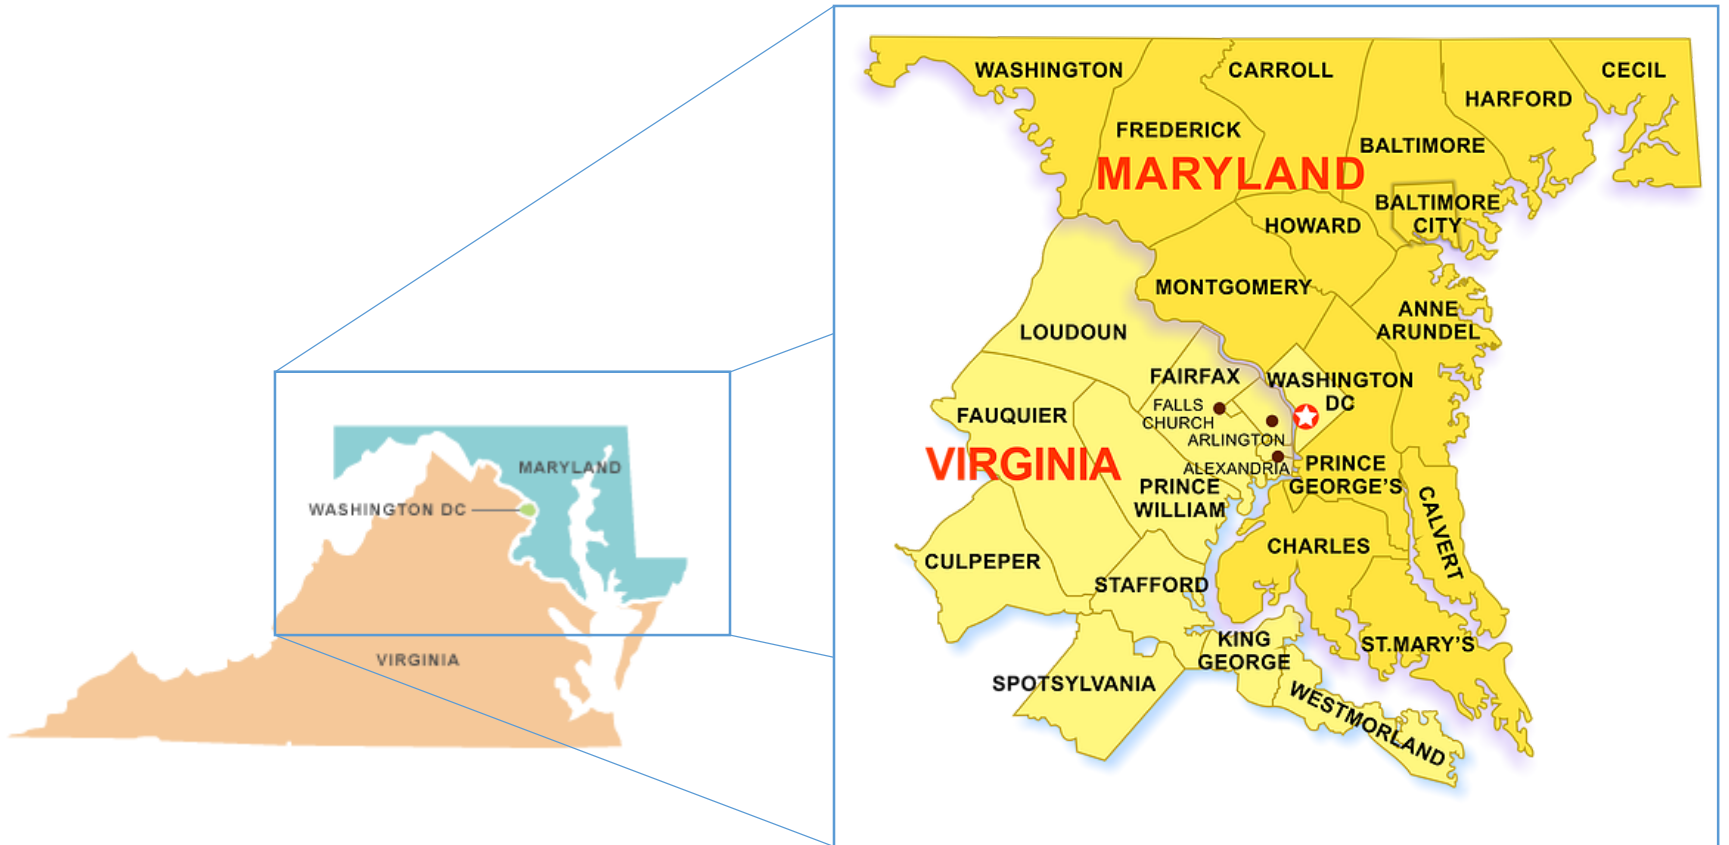 MARYLAND
WASHINGTON DC
VIRGINIA
WASHINGTON
CARROLL
CECIL
HARFORD
FREDERICK
BALTIMORE
MARYLAND
BALTIMORE
CITY
HOWARD
MONTGOMERY
ANNE
ARUNDEL
LOUDOUN
FAIRFAX
WASHINGTON
DC
FALLS
CHURCH
FAUQUIER
ARLINGTON
VIRGINIA
ALEXANDRIA
PRINCE
GEORGE'S
PRINCE
WILLIAM
CALVERT
CHARLES
CULPEPER
STAFFORD
KING
GEORGE
ST.MARY'S
SPOTSYLVANIA
WESTMORLAND